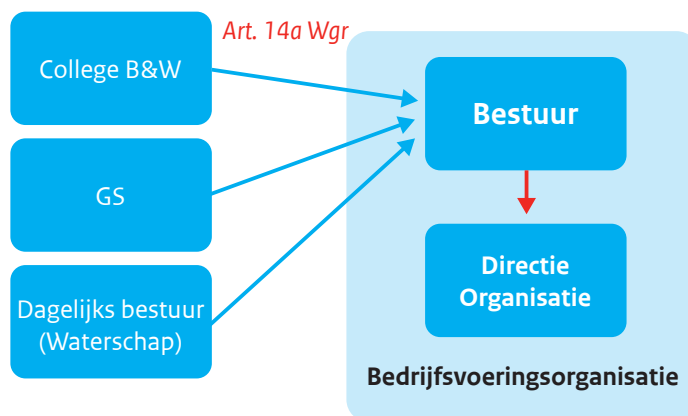 Art. 14a Wgr
College B&W
GS
Dagelijks bestuur
(Waterschap)
Bestuur
Directie
Organisatie
Bedrijfsvoeringsorganisatie